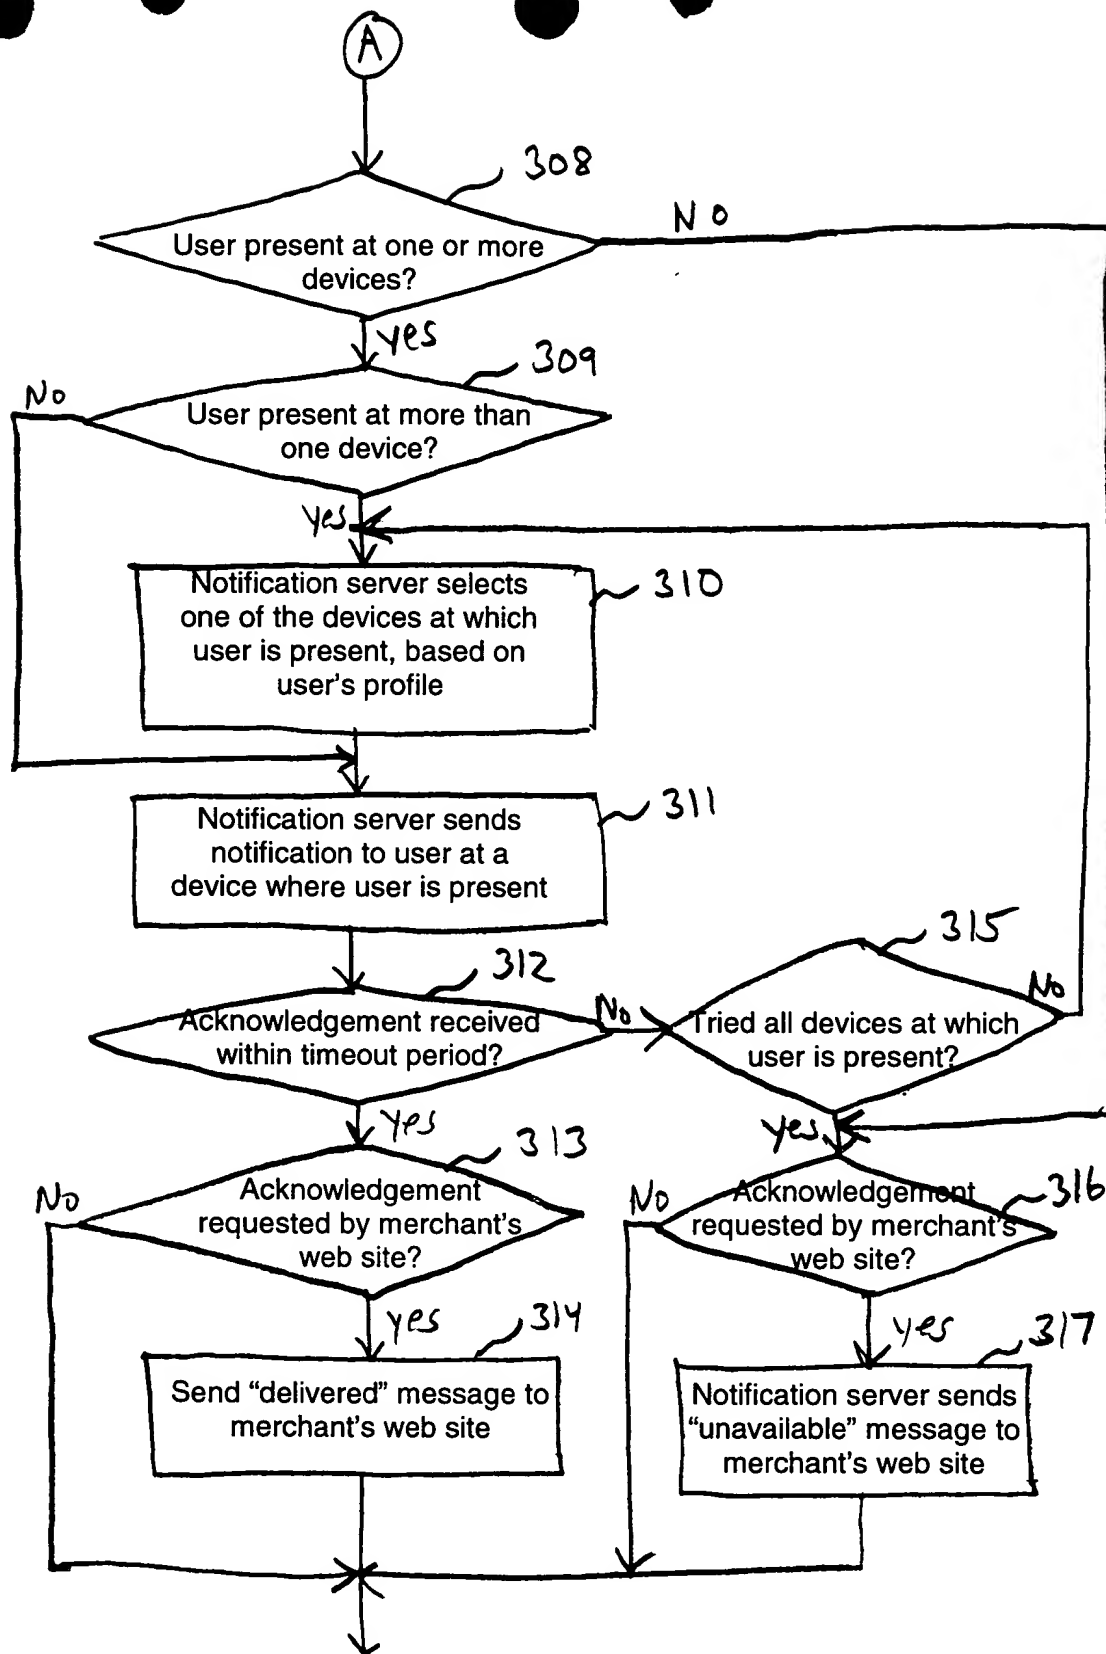 A
308
No
User present at one or more
devices?
yes
309
No
User present at more than
one device?
yes
310
Notification server selects
one of the devices at which
user is present, based on
user's profile
311
Notification server sends
notification to user at a
device where user is present
312
315
No
No
Acknowledgement received
within timeout period?
Tried all devices at which
user is present?
yes
yes
313
316
No
No
Acknowledgement
requested by merchant's
web site?
Acknowledgement
requested by merchant's
web site?
yes
314
yes
317
Send “delivered” message to
merchant's web site
Notification server sends
“unavailable” message to
merchant's web site